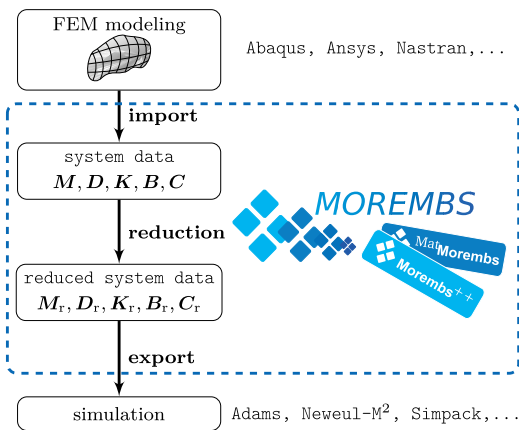 FEM modeling
Abaqus, Ansys, Nastran,...
import
system data
M, D, K, B, C
MOREMBS
reduction
MatMorembs
Morembs++
reduced system data
Mr, Dr, Kr, Br, Cr
export
simulation
Adams, Neweul-M², Simpack,...